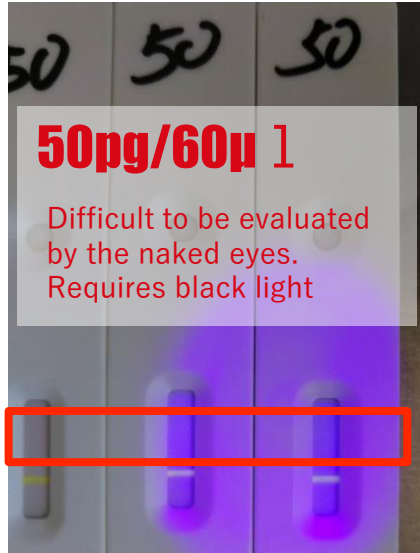 50 50 50
50pg/60μl
Difficult to be evaluated
by the naked eyes.
Requires black light